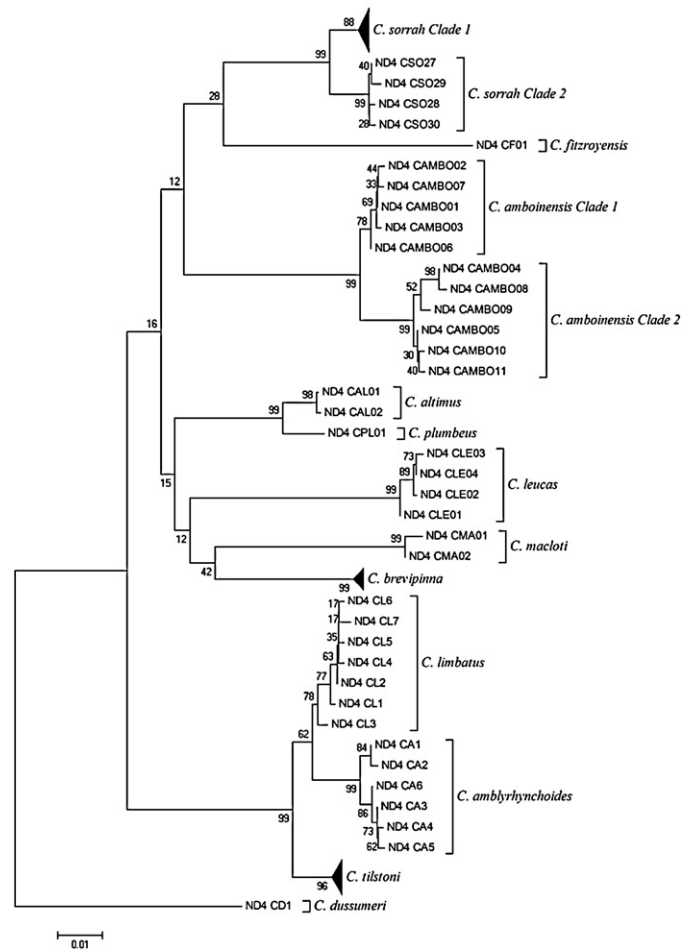 88
C. sorrah Clade 1
99
40
ND4 CSO27
ND4 CSO29
99
ND4 CSO28
28
ND4 CSO30
C. sorrah Clade 2
28
ND4 CF01
C. fitzroyensis
12
44
ND4 CAMBO02
33
ND4 CAMBO07
69
ND4 CAMBO01
78
ND4 CAMBO03
ND4 CAMBO06
C. amboinensis Clade 1
99
98
ND4 CAMBO04
52
ND4 CAMBO08
ND4 CAMBO09
99
ND4 CAMBO05
30
ND4 CAMBO10
40
ND4 CAMBO11
C. amboinensis Clade 2
16
98
ND4 CAL01
99
ND4 CAL02
C. altimus
ND4 CPL01
C. plumbeus
15
73
ND4 CLE03
89
ND4 CLE04
99
ND4 CLE02
ND4 CLE01
C. leucas
12
99
ND4 CMA01
ND4 CMA02
C. macloti
42
99
C. brevipinna
17
ND4 CL6
17
ND4 CL7
35
ND4 CL5
63
ND4 CL4
77
ND4 CL2
78
ND4 CL1
ND4 CL3
C. limbatus
62
84
ND4 CA1
ND4 CA2
99
ND4 CA6
86
ND4 CA3
73
ND4 CA4
62
ND4 CA5
C. amblyrhynchoides
99
96
C. tilstoni
ND4 CD1
C. dussumeri
0.01